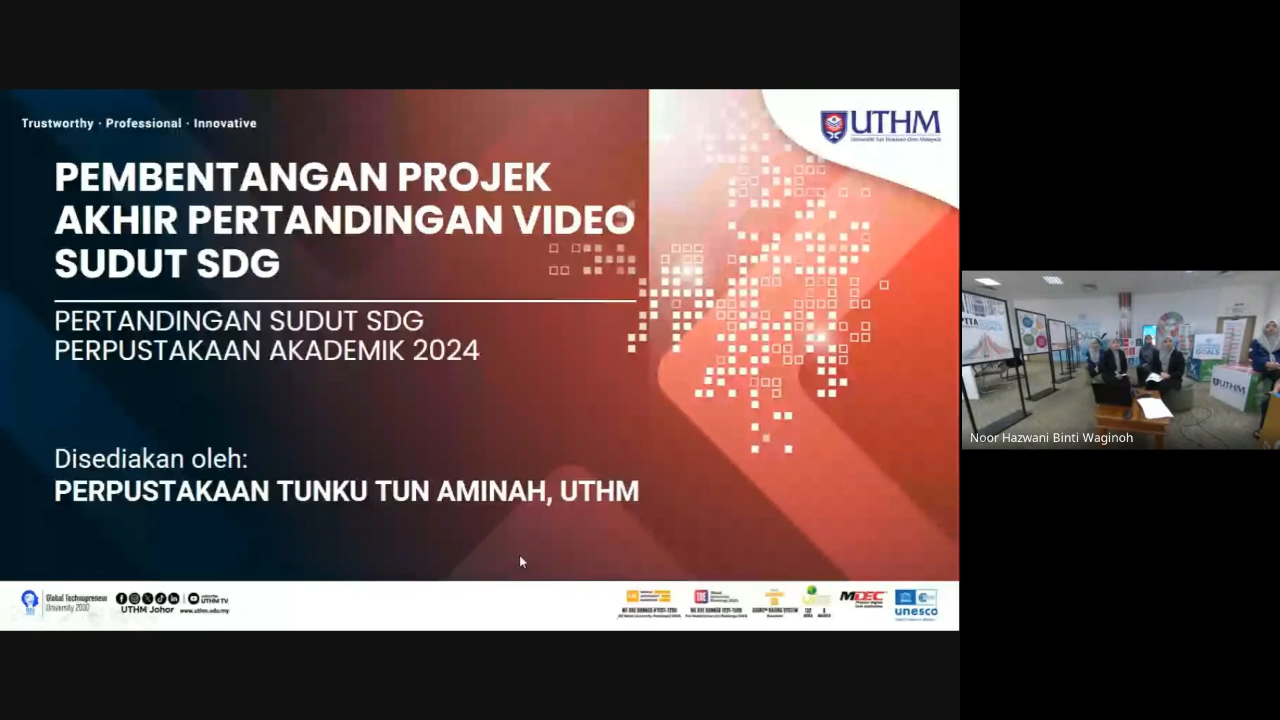 Trustworthy · Professional · Innovative
UTHM
PEMBENTANGAN PROJEK
AKHIR PERTANDINGAN VIDEO
SUDUT SDG
PERTANDINGAN SUDUT SDG
PERPUSTAKAAN AKADEMIK 2024
Disediakan oleh:
PERPUSTAKAAN TUNKU TUN AMINAH, UTHM
Global Technopreneur
University 2030
UTHM TV
UTHM Johor
www.uthm.edu.my
MDEC
unesco
UTHM
Noor Hazwani Binti Waginoh